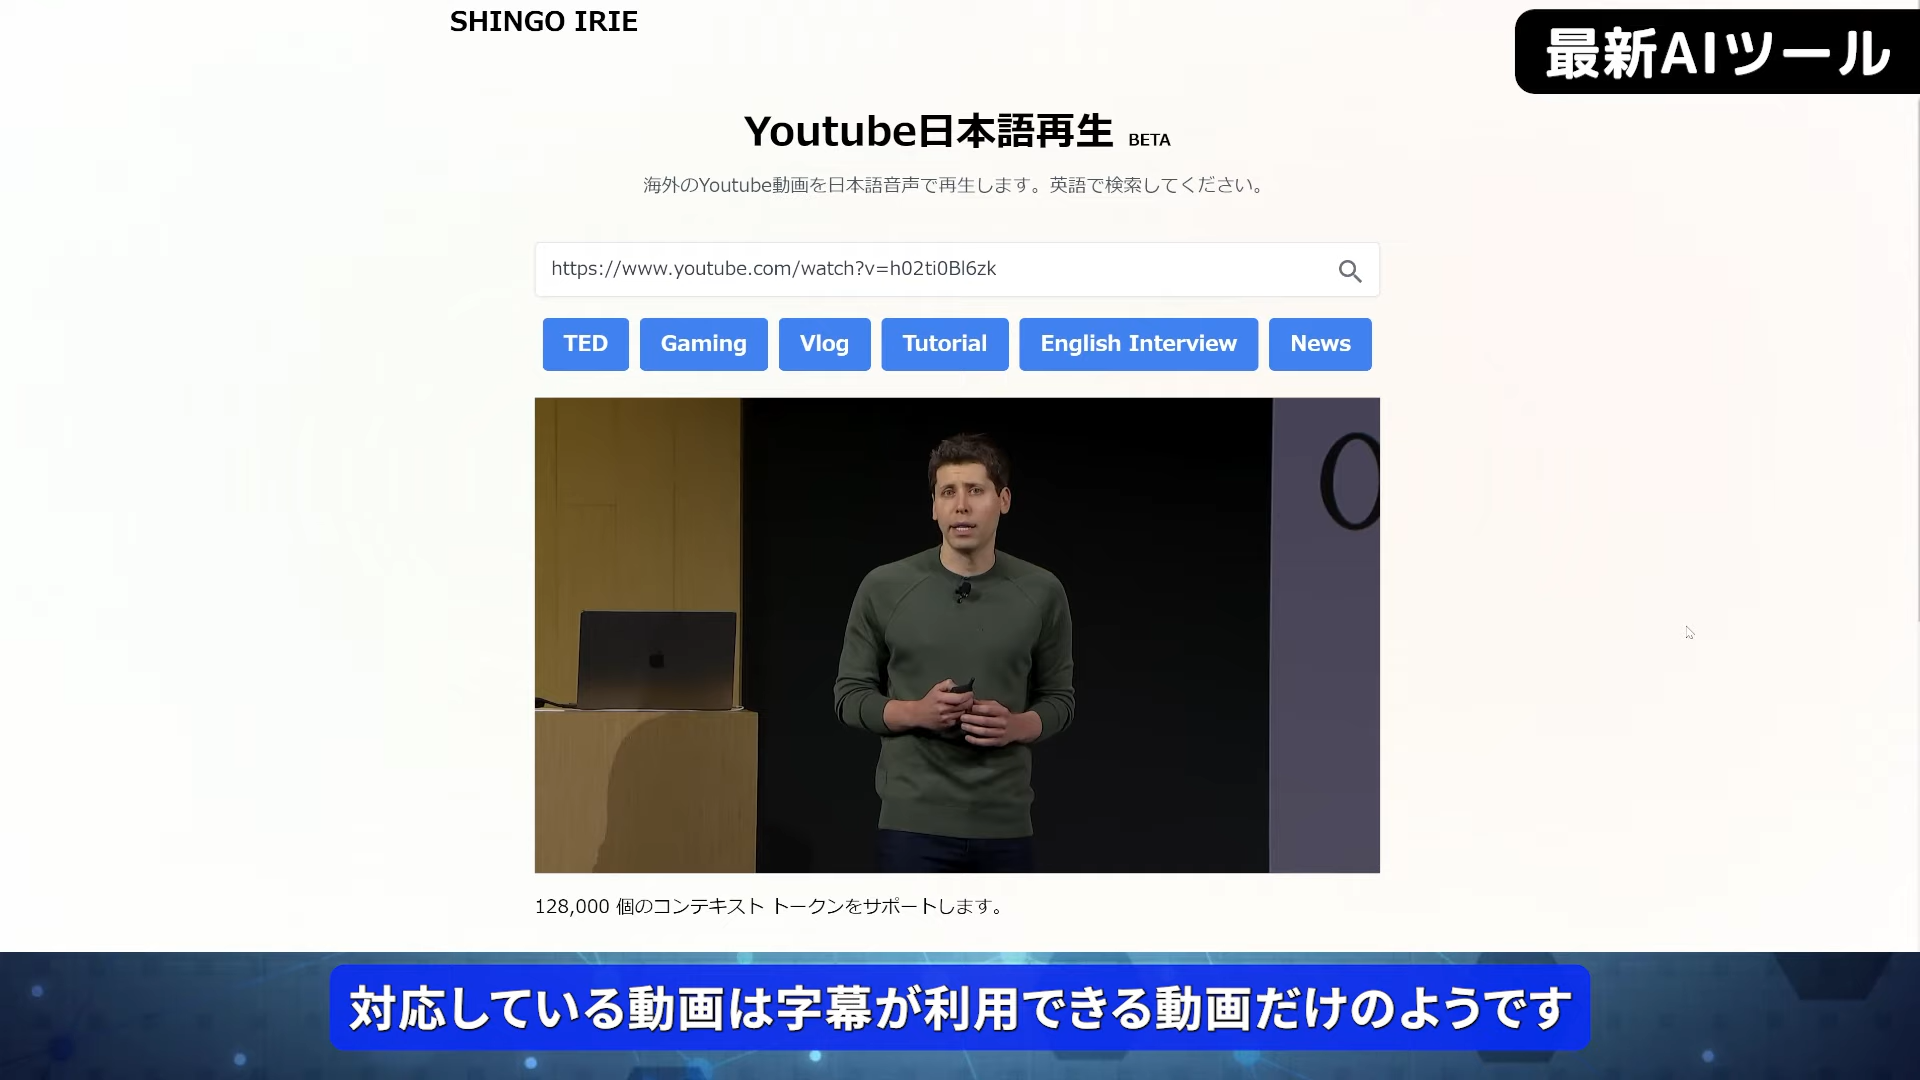 SHINGO IRIE
最新AIツール
Youtube日本語再生 BETA
海外のYoutube動画を日本語音声で再生します。英語で検索してください。
https://www.youtube.com/watch?v=h02ti0Bl6zk
TED Gaming Vlog Tutorial English Interview News
O
128,000 個のコンテキスト トークンをサポートします。
対応している動画は字幕が利用できる動画だけのようです